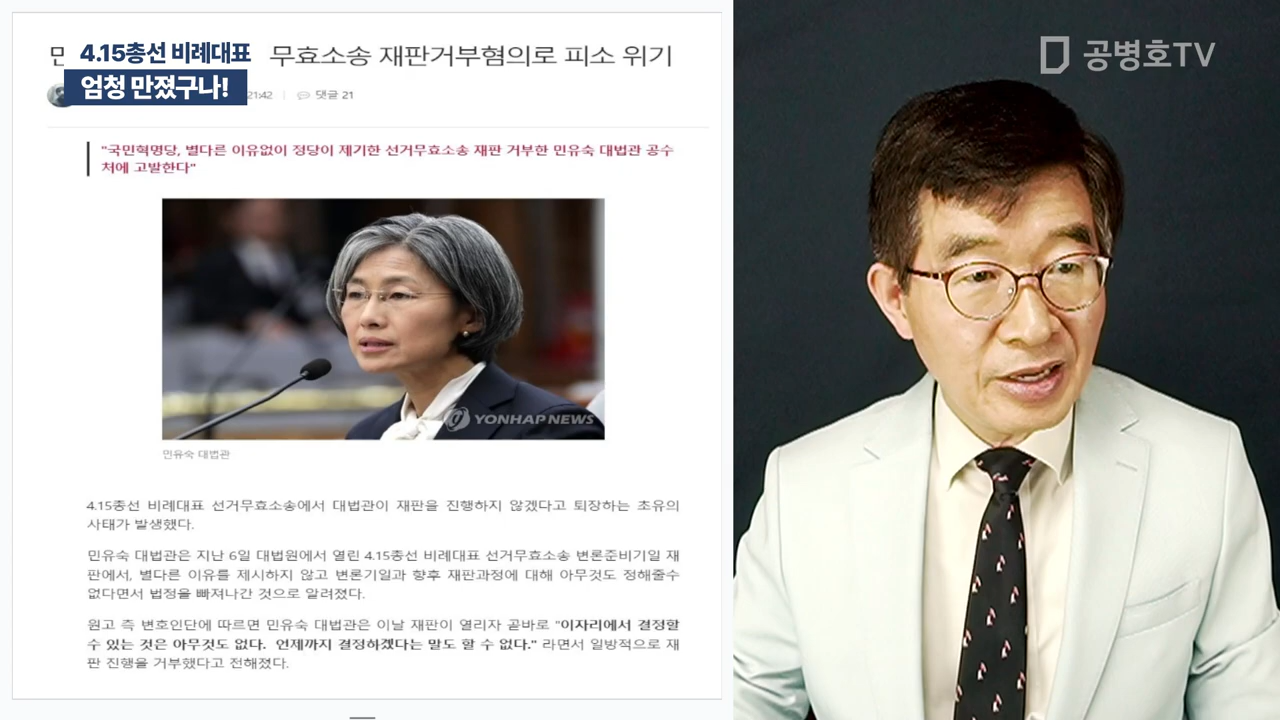 4.15총선 비례대표
무효소송 재판거부혐의로 피소 위기
엄청 만졌구나!
21:42
댓글 21
공병호TV
"국민혁명당, 별다른 이유없이 정당이 제기한 선거무효소송 재판 거부한 민유숙 대법관 공수
처에 고발한다"
YONHAP NEWS
민유숙 대법관
4.15총선 비례대표 선거무효소송에서 대법관이 재판을 진행하지 않겠다고 퇴장하는 초유의
사태가 발생했다.
민유숙 대법관은 지난 6일 대법원에서 열린 4.15총선 비례대표 선거무효소송 변론준비기일 재
판에서, 별다른 이유를 제시하지 않고 변론기일과 향후 재판과정에 대해 아무것도 정해줄수
없다면서 법정을 빠져나간 것으로 알려졌다.
원고 측 변호인단에 따르면 민유숙 대법관은 이날 재판이 열리자 곧바로 "이자리에서 결정할
수 있는 것은 아무것도 없다. 언제까지 결정하겠다는 말도 할 수 없다." 라면서 일방적으로 재
판 진행을 거부했다고 전해졌다.